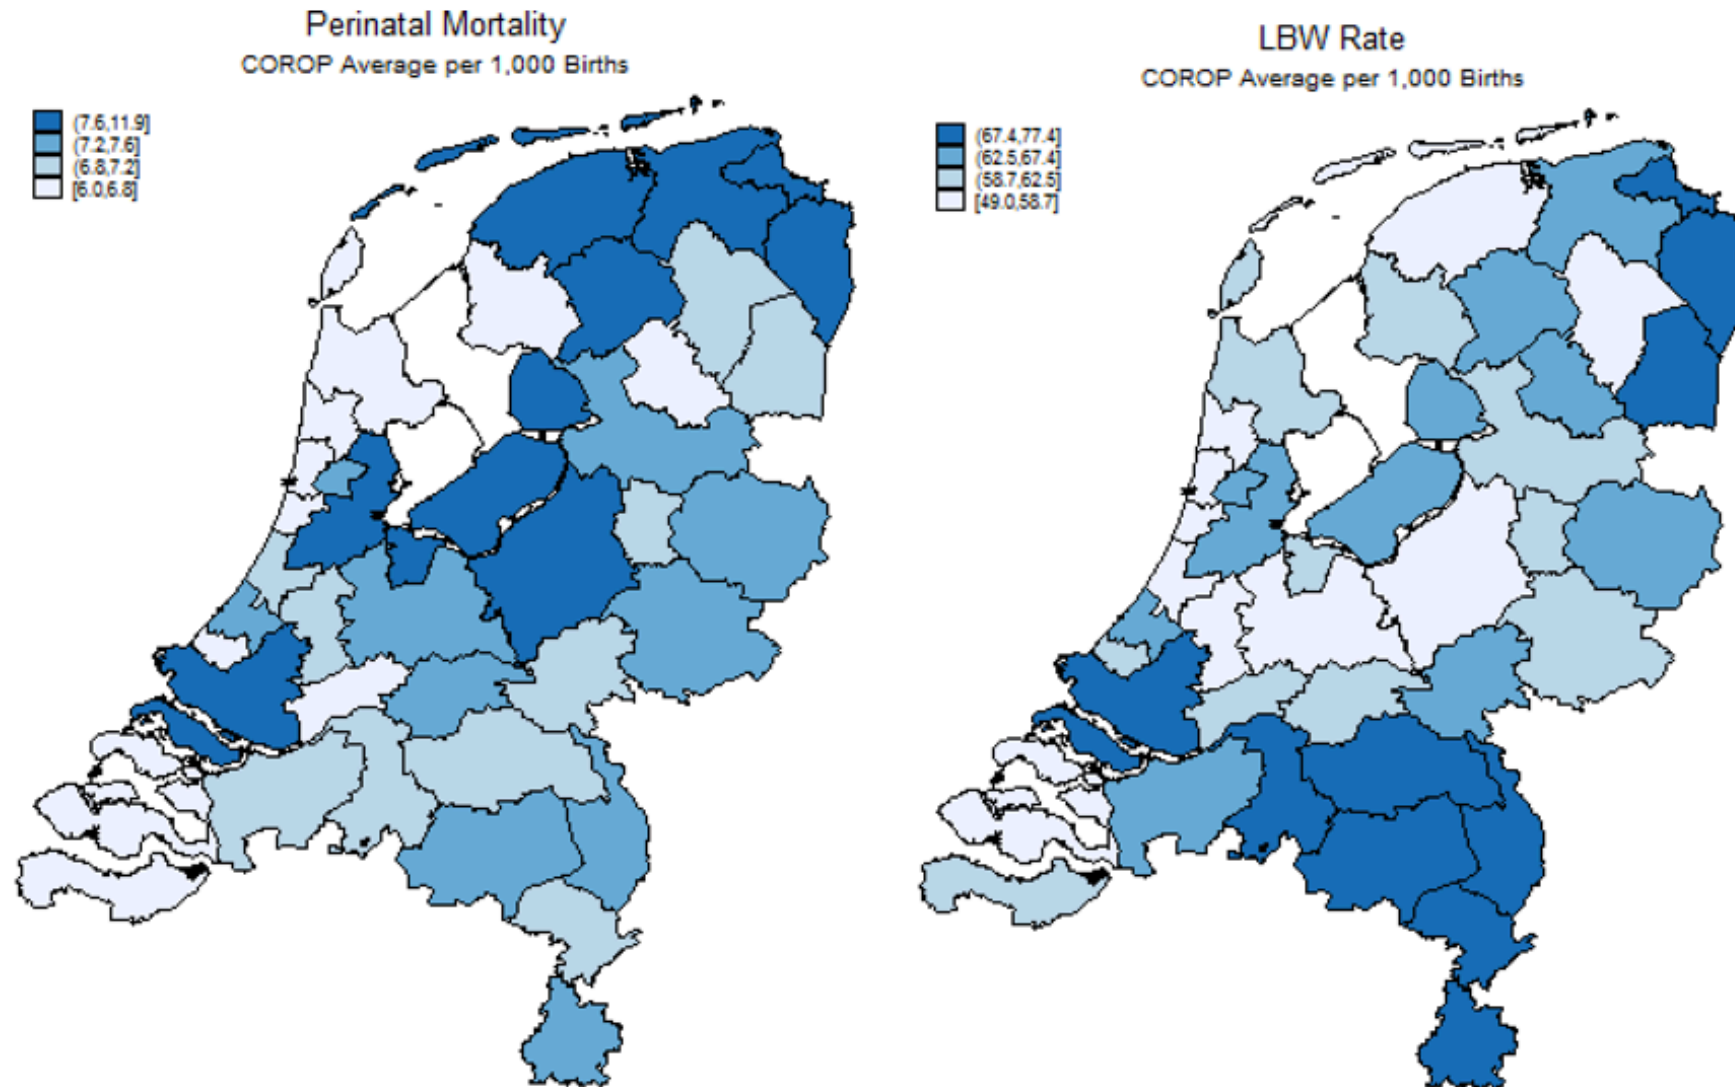 Perinatal Mortality
COROP Average per 1,000 Births
(7.6,11.9]
(7.2,7.6]
(6.8,7.2]
[6.0,6.8]
LBW Rate
COROP Average per 1,000 Births
(67.4,77.4]
(62.5,67.4]
(58.7,62.5]
[49.0,58.7]